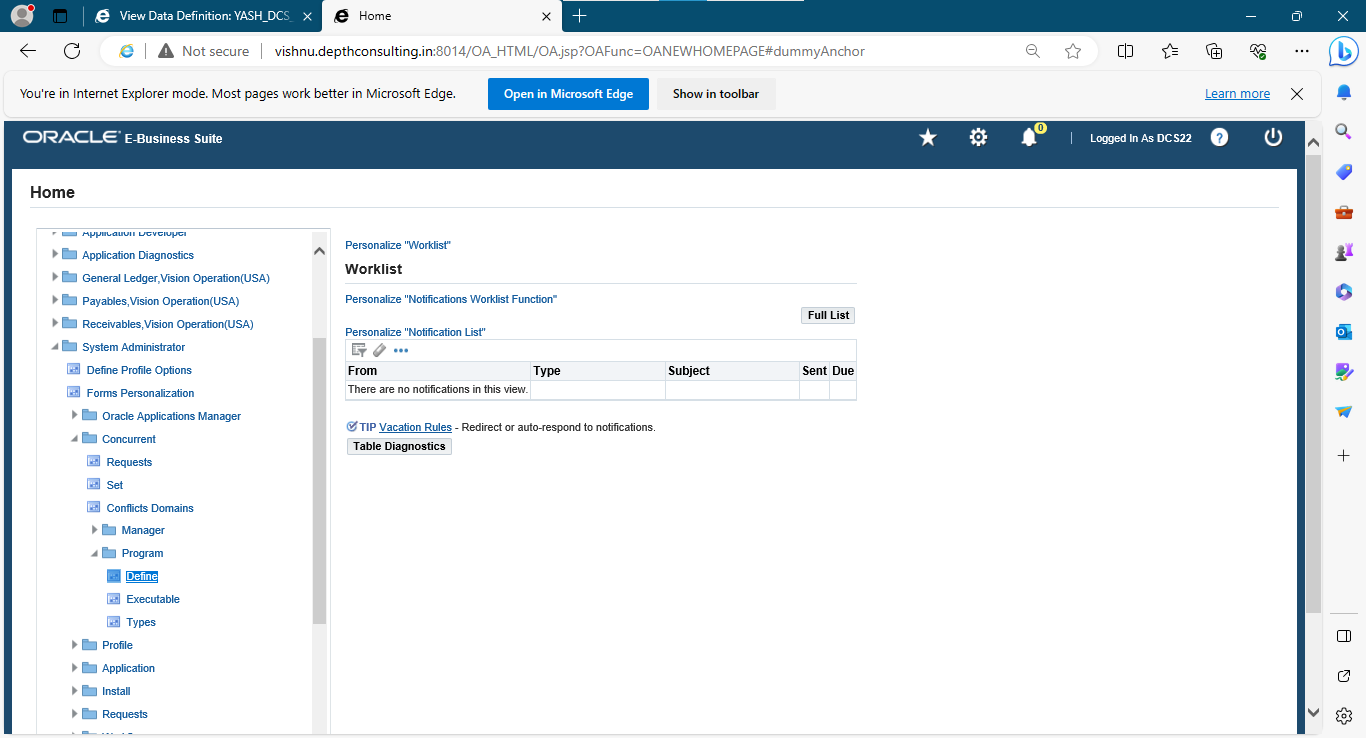 View Data Definition: YASH_DCS_
Home
Not secure
vishnu.depthconsulting.in:8014/OA_HTML/OA.jsp?OAFunc=OANEWHOMEPAGE#dummyAnchor
You're in Internet Explorer mode. Most pages work better in Microsoft Edge.
Open in Microsoft Edge
Show in toolbar
Learn more
ORACLE E-Business Suite
0
Logged In As DCS22
?
Home
Application Developer
Application Diagnostics
General Ledger,Vision Operation(USA)
Payables,Vision Operation(USA)
Receivables,Vision Operation(USA)
System Administrator
Define Profile Options
Forms Personalization
Oracle Applications Manager
Concurrent
Requests
Set
Conflicts Domains
Manager
Program
Define
Executable
Types
Profile
Application
Install
Requests
Personalize "Worklist"
Worklist
Personalize "Notifications Worklist Function"
Full List
Personalize "Notification List"
From Type Subject Sent Due
There are no notifications in this view.
TIP Vacation Rules - Redirect or auto-respond to notifications.
Table Diagnostics